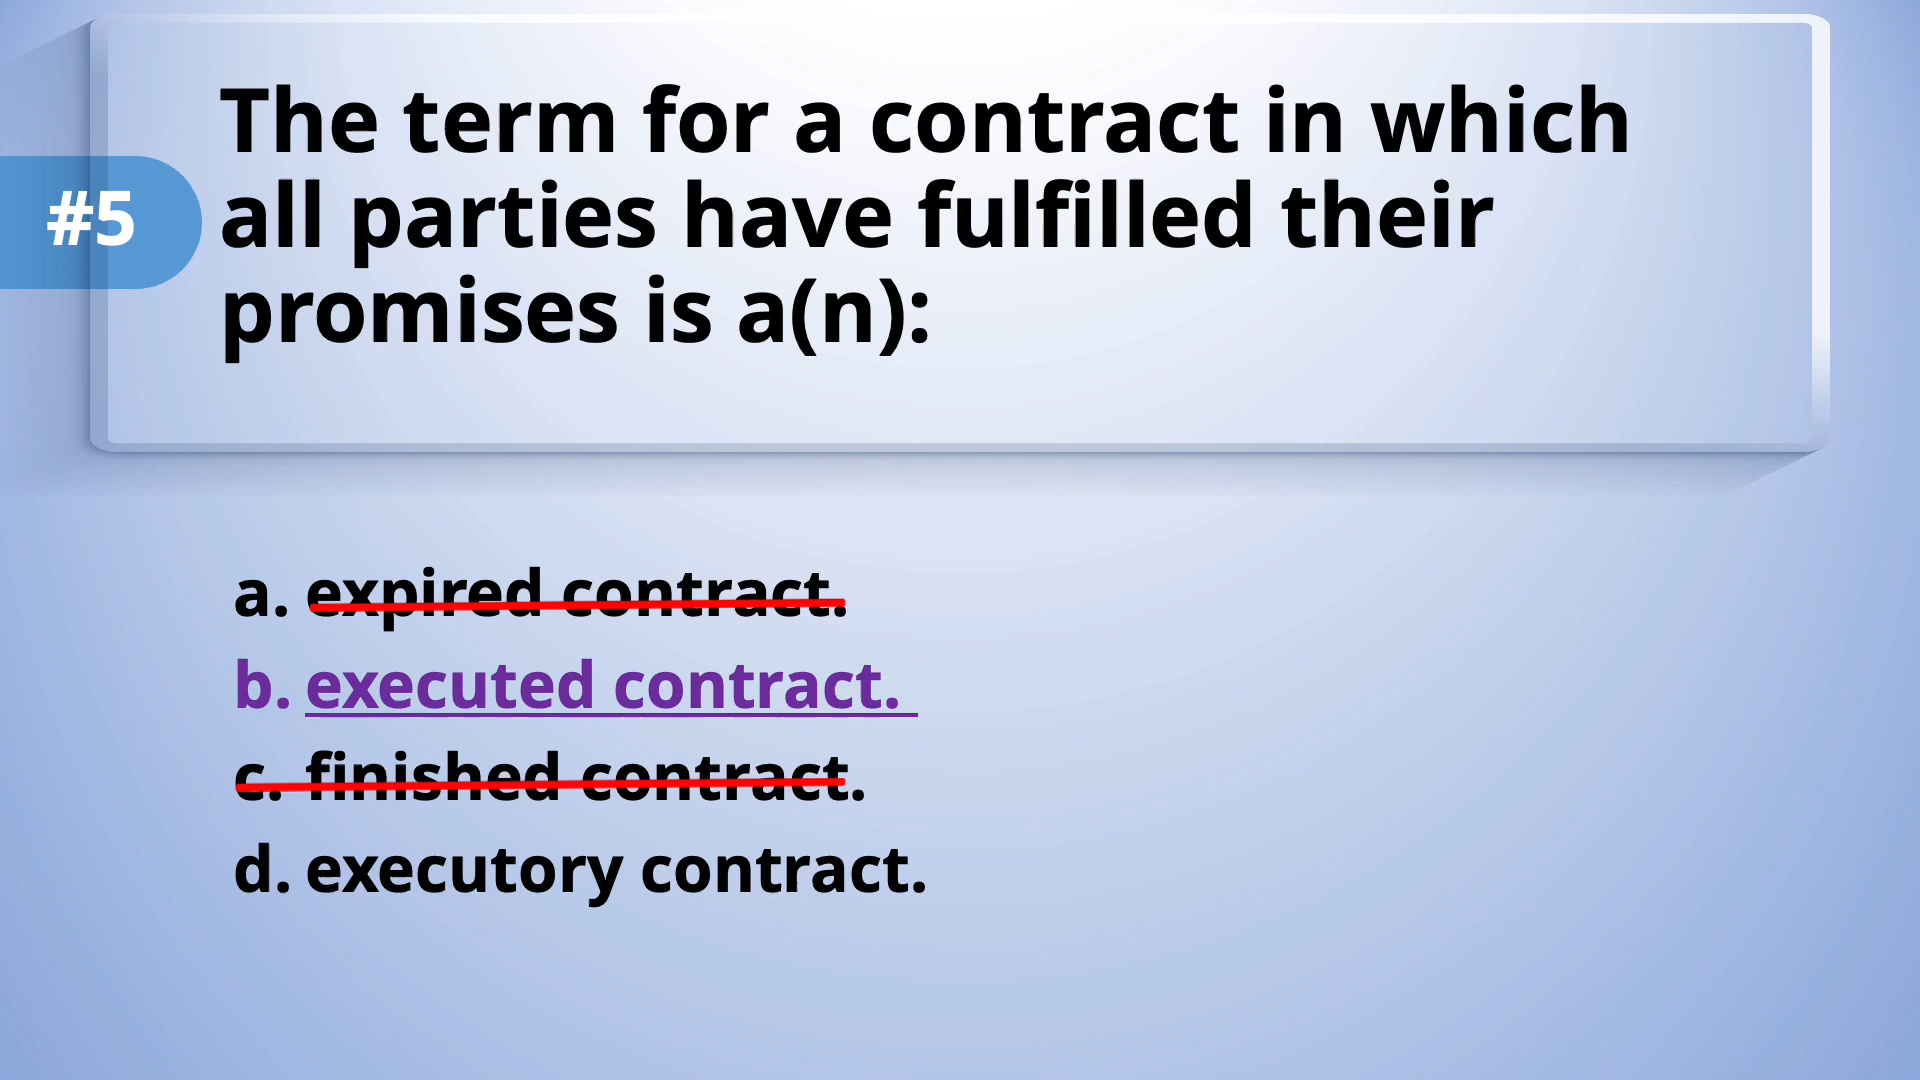 The term for a contract in which
all parties have fulfilled their
promises is a(n):
#5
a. expired contract.
b. executed contract.
c. finished contract.
d. executory contract.